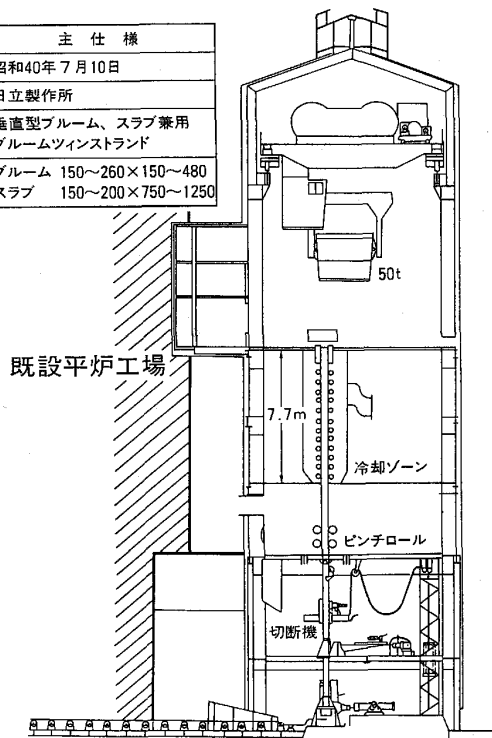 主仕様
昭和40年7月10日
日立製作所
垂直型ブルーム、スラブ兼用
ブルームツィンストランド
ブルーム 150～260×150～480
スラブ 150～200×750～1250
50t
既設平炉工場
7.7m
冷却ゾーン
ピンチロール
切断機